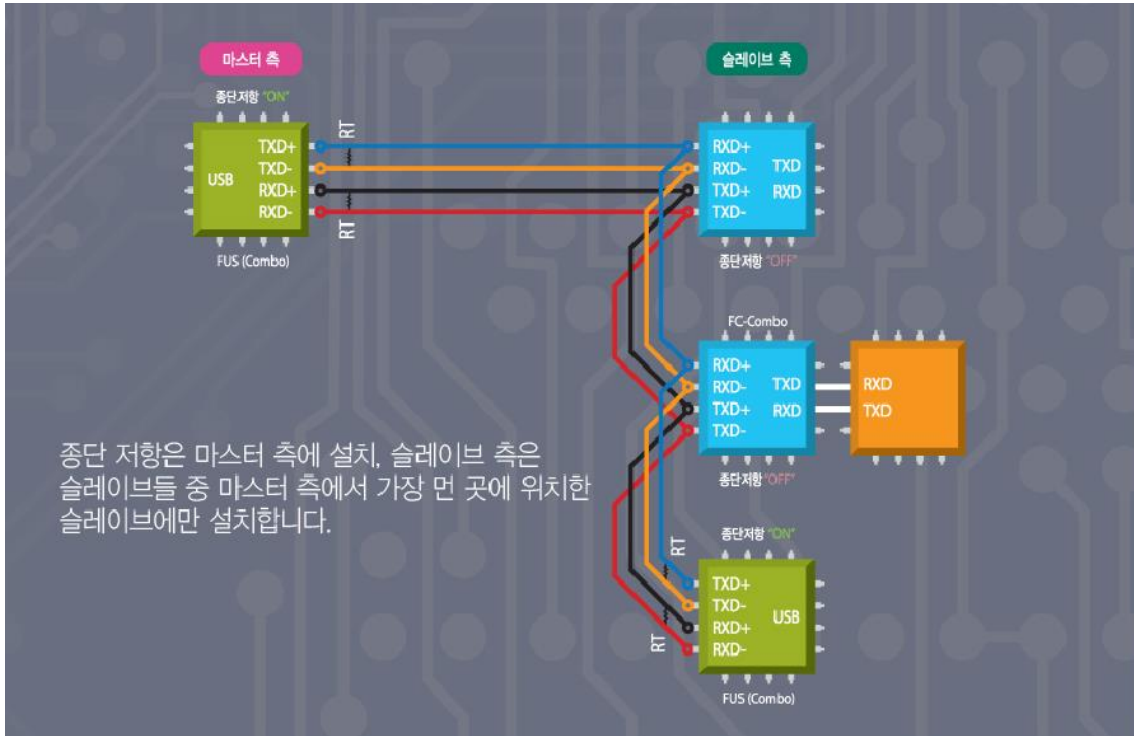 마스터 측
슬레이브 측
종단저항 "ON"
RT
TXD+
TXD-
RXD+
RXD-
USB
RT
FUS (Combo)
RXD+
RXD-
TXD+
TXD-
TXD
RXD
종단저항 "OFF"
FC-Combo
RXD+
RXD-
TXD+
TXD-
TXD
RXD
RXD
TXD
종단저항 "OFF"
종단 저항은 마스터 측에 설치, 슬레이브 측은
슬레이브들 중 마스터 측에서 가장 먼 곳에 위치한
슬레이브에만 설치합니다.
종단저항 "ON"
RT
TXD+
TXD-
RXD+
RXD-
USB
RT
FUS (Combo)